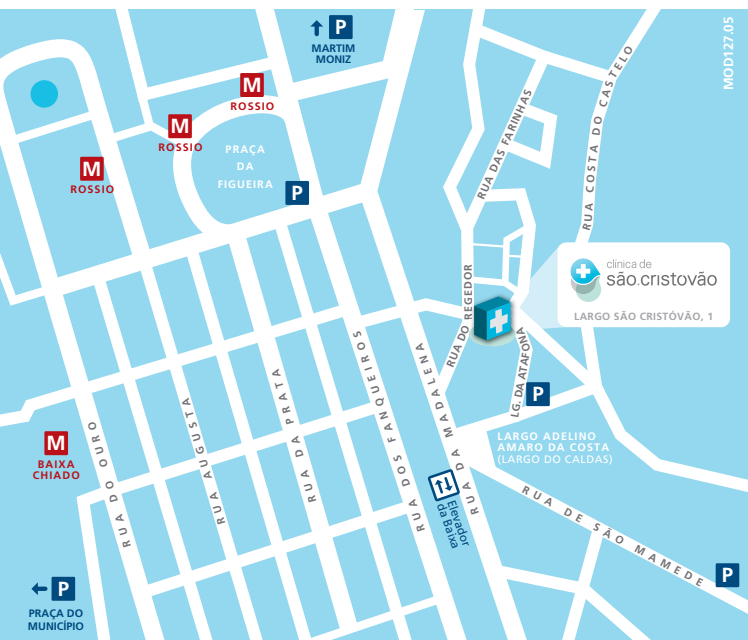 P
MARTIM
MONIZ
MOD127.05
M
ROSSIO
M
ROSSIO
M
ROSSIO
PRAÇA
DA
FIGUEIRA
P
RUA DAS FARINHAS
RUA COSTA DO CASTELO
clínica de
são.cristovão
LARGO SÃO CRISTÓVÃO, 1
RUA DO REGEDOR
LG. DA ATAFONA
P
LARGO ADELINO
AMARO DA COSTA
(LARGO DO CALDAS)
RUA DA MADALENA
RUA DOS FANQUEIROS
RUA DA PRATA
RUA AUGUSTA
RUA DO OURO
M
BAIXA
CHIADO
Elevador
da Baixa
RUA DE SÃO MAMEDE
P
P
PRAÇA DO
MUNICÍPIO